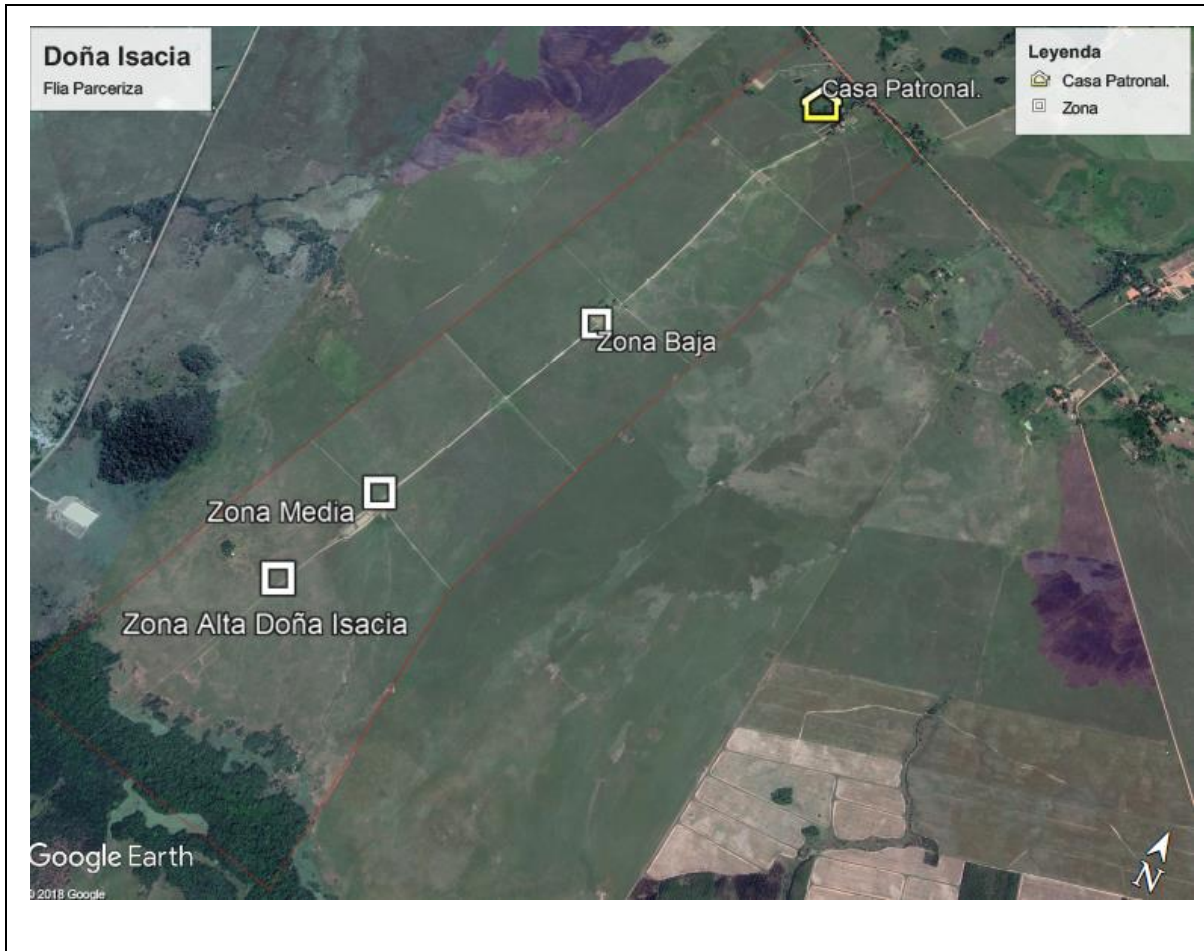 Doña Isacia
Flia Parceriza
Leyenda
Casa Patronal.
Zona
Casa Patronal.
Zona Baja
Zona Media
Zona Alta Doña Isacia
Google Earth
© 2018 Google
N